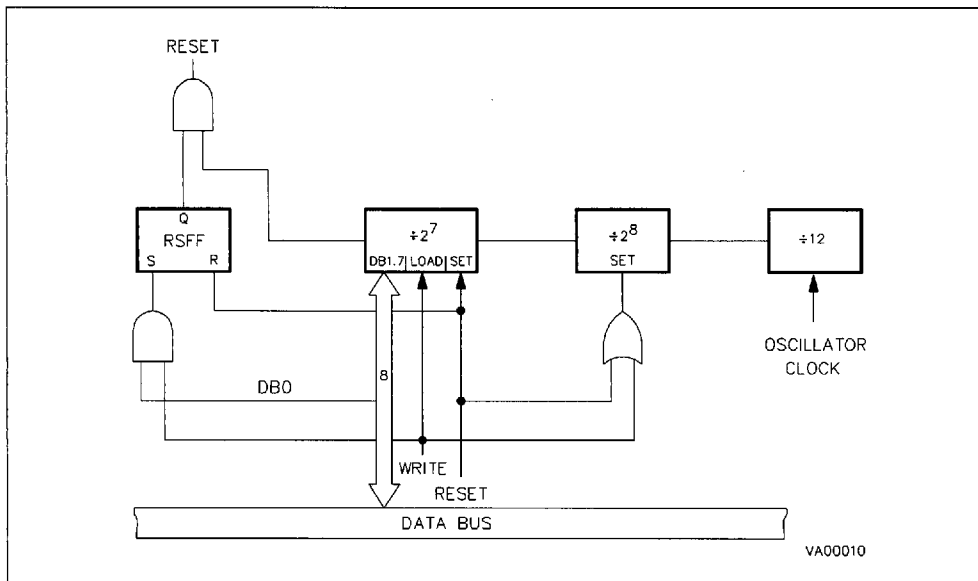 RESET
Q
RSFF
S R
÷2⁷
DB1.7 LOAD SET
÷2⁸
SET
÷12
OSCILLATOR
CLOCK
DB0
8
WRITE
RESET
DATA BUS
VA00010